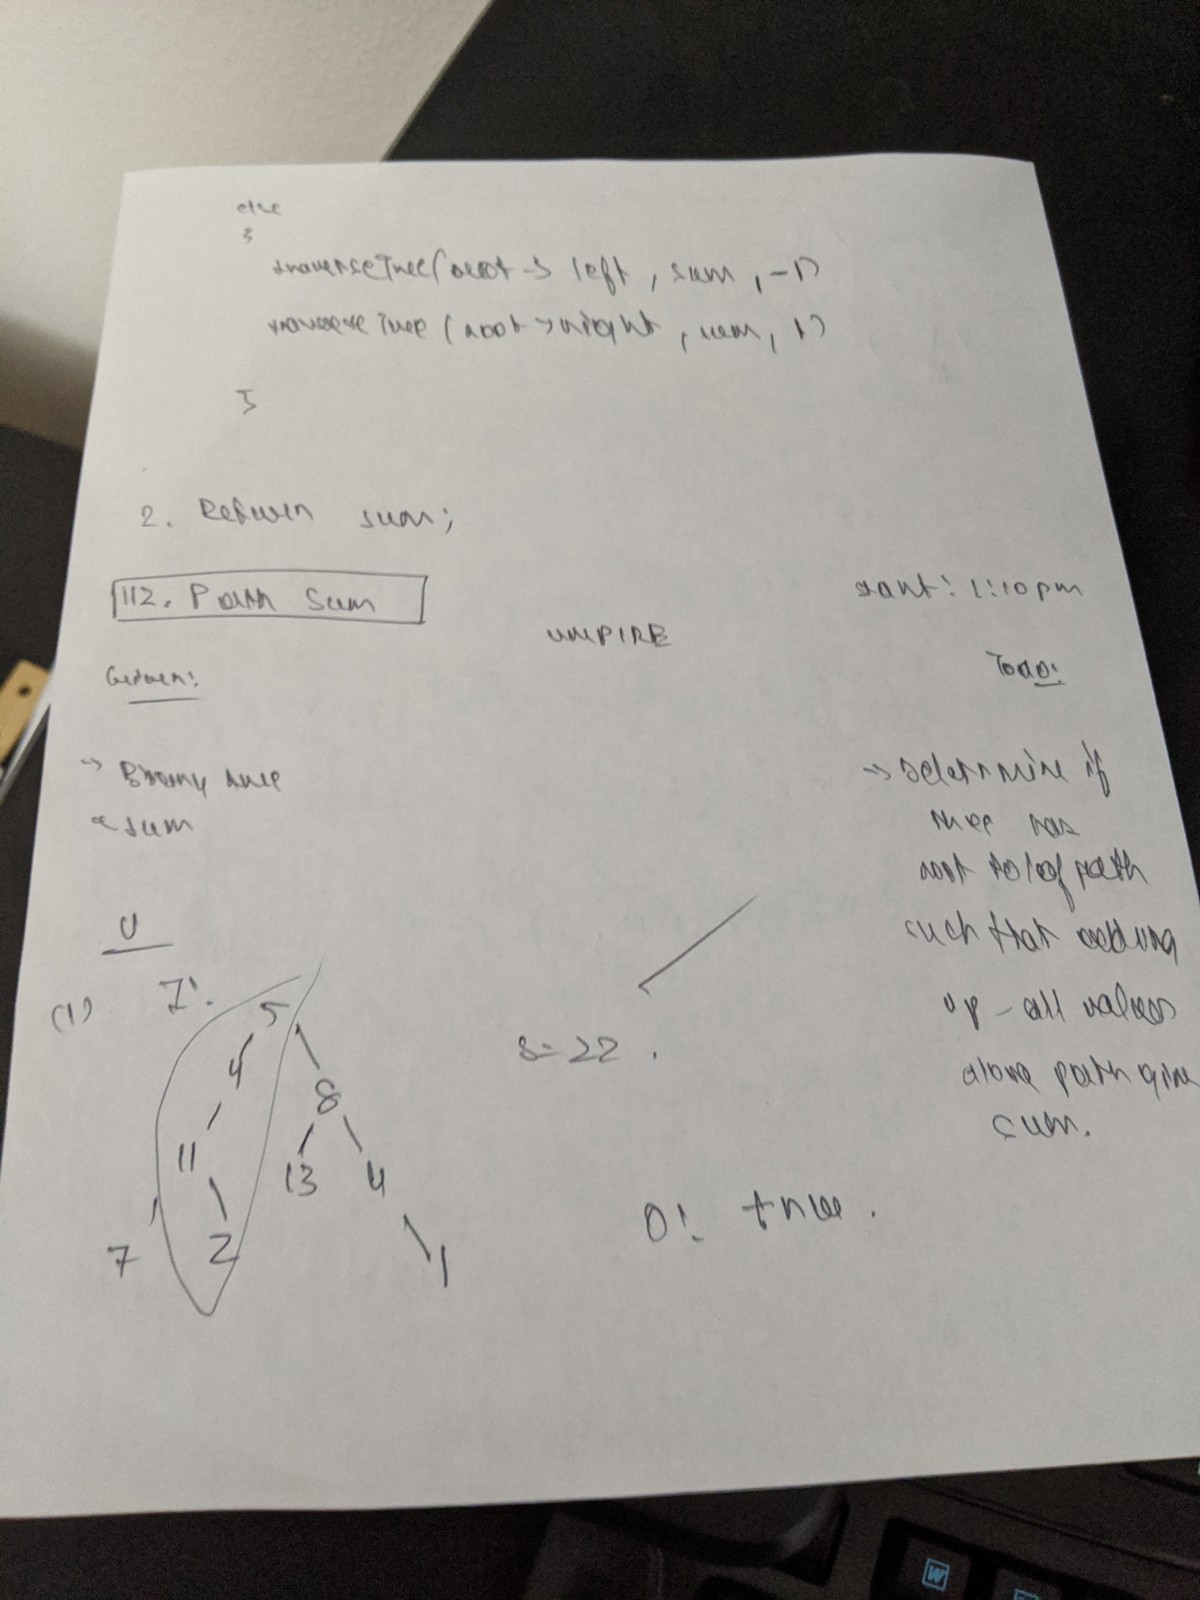 else
{
traverseTree(root -> left, sum, -1)
traverseTree(root->right, sum, 1)
}
2. Return sum;
112. Path Sum
start: 1:10pm
UMPIRE
Given:
Todo:
-> Binary tree
sum
-> Determine if
tree has
root to leaf path
such that adding
up all values
along path give
sum.
U
(1) I:
5
4
8
11
13
4
7
2
1
s=22.
O: true.
W